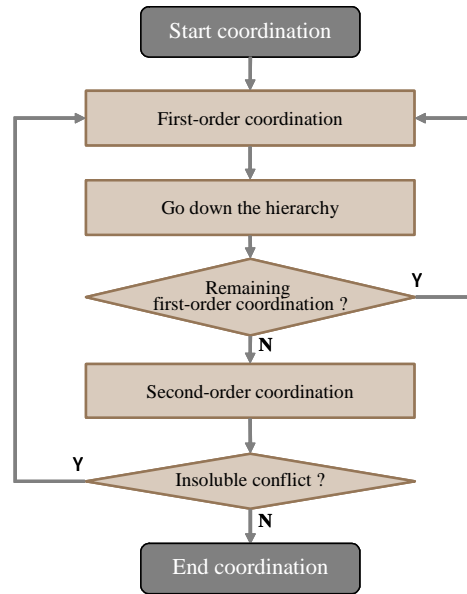 Start coordination
First-order coordination
Go down the hierarchy
Remaining
first-order coordination ?
Y
N
Second-order coordination
Y
Insoluble conflict ?
N
End coordination